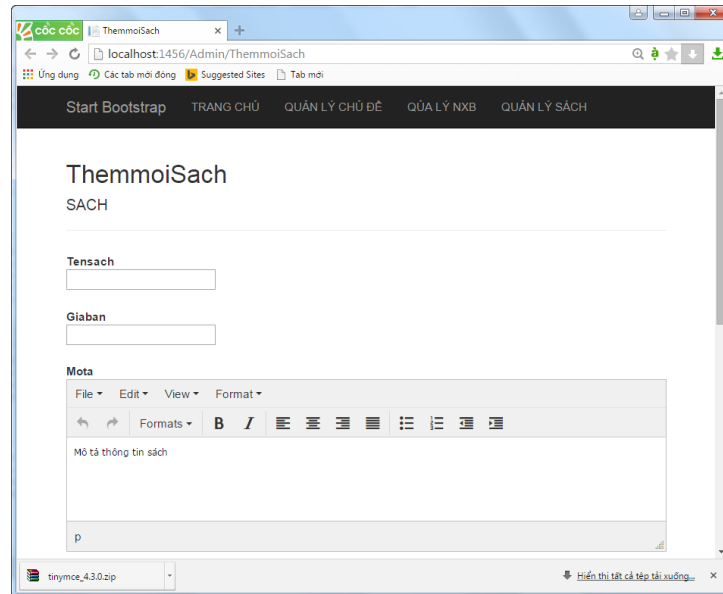 cốc cốc ThemmoiSach × +
localhost:1456/Admin/ThemmoiSach
Ứng dụng Các tab mới đóng Suggested Sites Tab mới
Start Bootstrap TRANG CHỦ QUẢN LÝ CHỦ ĐỀ QỦA LÝ NXB QUẢN LÝ SÁCH
ThemmoiSach
SACH
Tensach
Giaban
Mota
File Edit View Format
Formats B I
Mô tả thông tin sách
p
tinymce_4.3.0.zip Hiển thị tất cả tệp tải xuống...